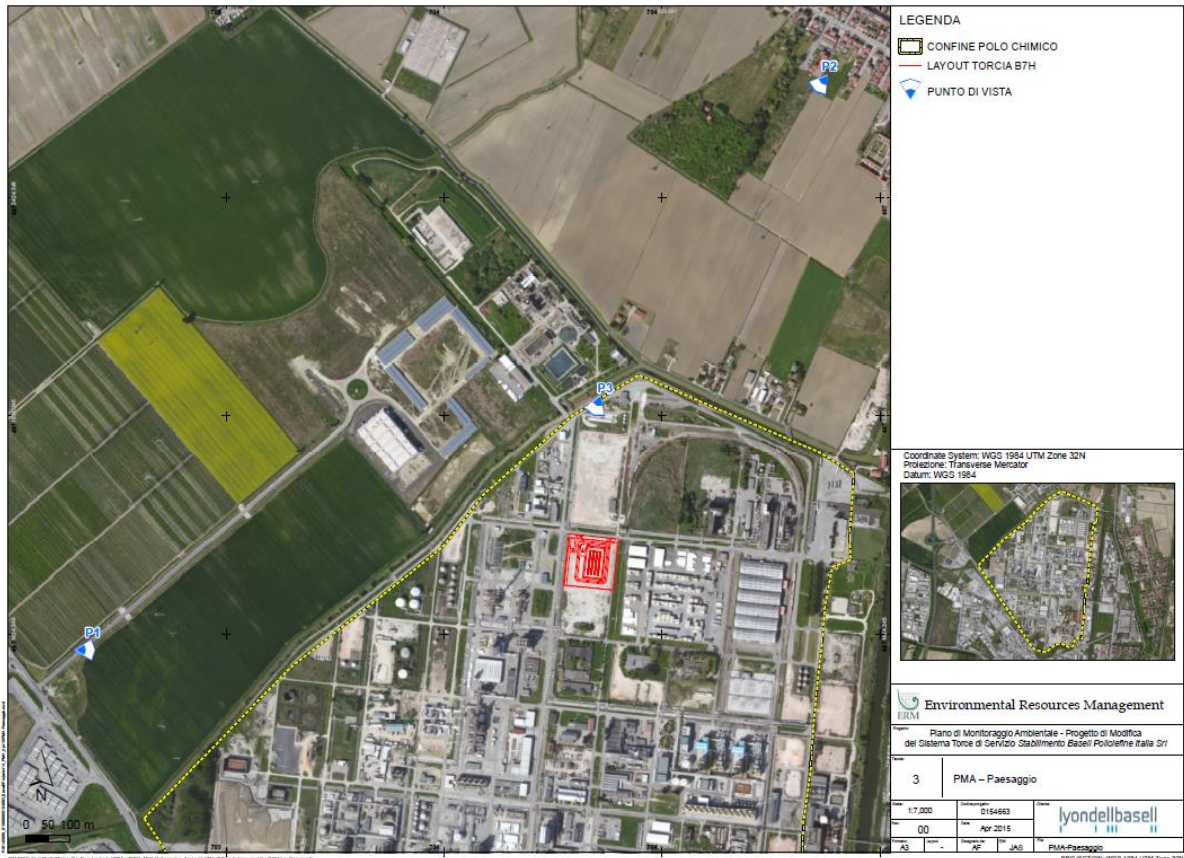 P2
P3
P1
N
0 50 100 m
LEGENDA
CONFINE POLO CHIMICO
LAYOUT TORCIA B7H
PUNTO DI VISTA
Coordinate System: WGS 1984 UTM Zone 32N
Proiezione: Transverse Mercator
Datum: WGS 1984
ERM
Environmental Resources Management
Progetto
Piano di Monitoraggio Ambientale - Progetto di Modifica
del Sistema Torce di Servizio Stabilimento Basell Poliolefine Italia Srl
3
PMA – Paesaggio
1:7,000
0154663
00
Apr 2015
lyondellbasell
A3
-
AF
JAS
PMA-Paesaggio